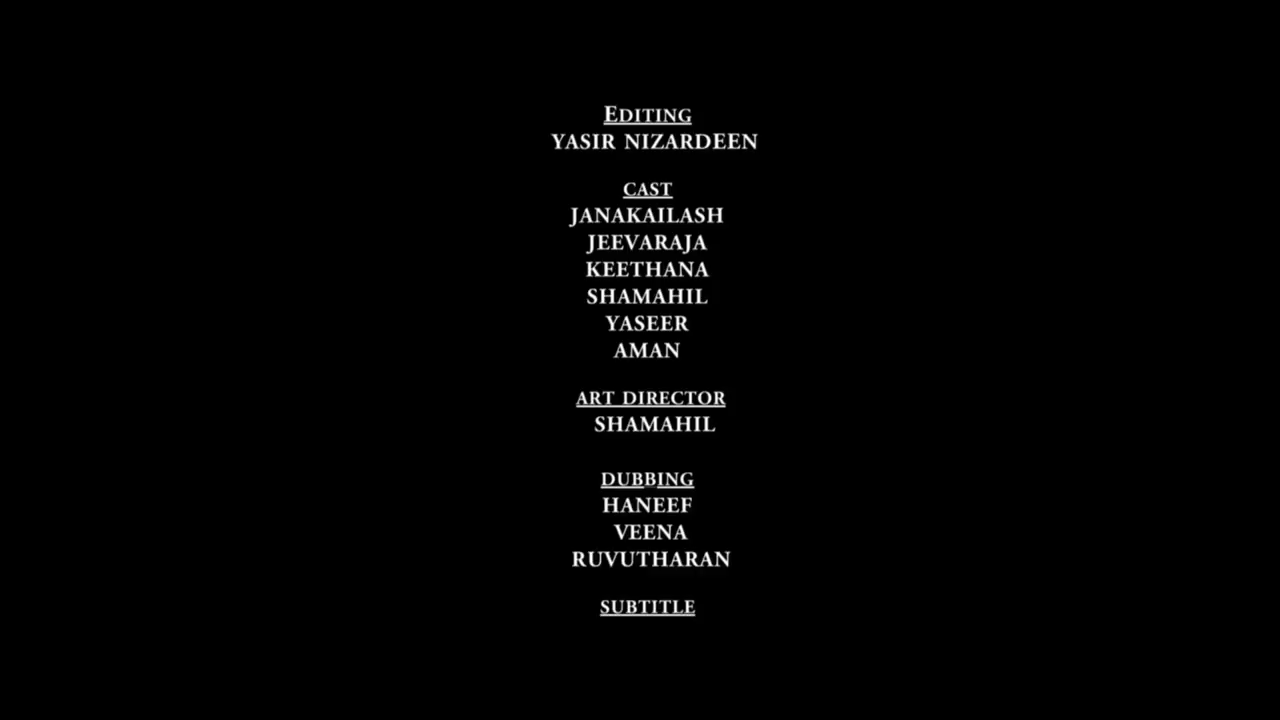 EDITING
YASIR NIZARDEEN
CAST
JANAKAILASH
JEEVARAJA
KEETHANA
SHAMAHIL
YASEER
AMAN
ART DIRECTOR
SHAMAHIL
DUBBING
HANEEF
VEENA
RUVUTHARAN
SUBTITLE